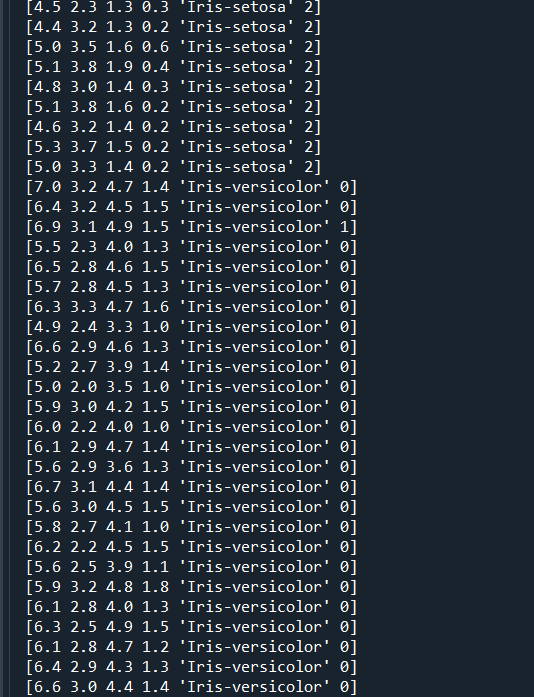 [4.5 2.3 1.3 0.3 'Iris-setosa' 2]
[4.4 3.2 1.3 0.2 'Iris-setosa' 2]
[5.0 3.5 1.6 0.6 'Iris-setosa' 2]
[5.1 3.8 1.9 0.4 'Iris-setosa' 2]
[4.8 3.0 1.4 0.3 'Iris-setosa' 2]
[5.1 3.8 1.6 0.2 'Iris-setosa' 2]
[4.6 3.2 1.4 0.2 'Iris-setosa' 2]
[5.3 3.7 1.5 0.2 'Iris-setosa' 2]
[5.0 3.3 1.4 0.2 'Iris-setosa' 2]
[7.0 3.2 4.7 1.4 'Iris-versicolor' 0]
[6.4 3.2 4.5 1.5 'Iris-versicolor' 0]
[6.9 3.1 4.9 1.5 'Iris-versicolor' 1]
[5.5 2.3 4.0 1.3 'Iris-versicolor' 0]
[6.5 2.8 4.6 1.5 'Iris-versicolor' 0]
[5.7 2.8 4.5 1.3 'Iris-versicolor' 0]
[6.3 3.3 4.7 1.6 'Iris-versicolor' 0]
[4.9 2.4 3.3 1.0 'Iris-versicolor' 0]
[6.6 2.9 4.6 1.3 'Iris-versicolor' 0]
[5.2 2.7 3.9 1.4 'Iris-versicolor' 0]
[5.0 2.0 3.5 1.0 'Iris-versicolor' 0]
[5.9 3.0 4.2 1.5 'Iris-versicolor' 0]
[6.0 2.2 4.0 1.0 'Iris-versicolor' 0]
[6.1 2.9 4.7 1.4 'Iris-versicolor' 0]
[5.6 2.9 3.6 1.3 'Iris-versicolor' 0]
[6.7 3.1 4.4 1.4 'Iris-versicolor' 0]
[5.6 3.0 4.5 1.5 'Iris-versicolor' 0]
[5.8 2.7 4.1 1.0 'Iris-versicolor' 0]
[6.2 2.2 4.5 1.5 'Iris-versicolor' 0]
[5.6 2.5 3.9 1.1 'Iris-versicolor' 0]
[5.9 3.2 4.8 1.8 'Iris-versicolor' 0]
[6.1 2.8 4.0 1.3 'Iris-versicolor' 0]
[6.3 2.5 4.9 1.5 'Iris-versicolor' 0]
[6.1 2.8 4.7 1.2 'Iris-versicolor' 0]
[6.4 2.9 4.3 1.3 'Iris-versicolor' 0]
[6.6 3.0 4.4 1.4 'Iris-versicolor' 0]